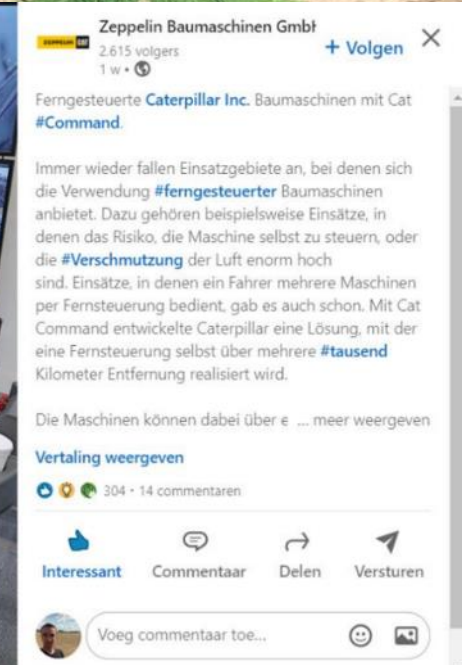 Zeppelin Baumaschinen GmbH
ZEPPELIN CAT
2.615 volgers
+ Volgen
1 w •
Ferngesteuerte Caterpillar Inc. Baumaschinen mit Cat
#Command.
Immer wieder fallen Einsatzgebiete an, bei denen sich
die Verwendung #ferngesteuerter Baumaschinen
anbietet. Dazu gehören beispielsweise Einsätze, in
denen das Risiko, die Maschine selbst zu steuern, oder
die #Verschmutzung der Luft enorm hoch
sind. Einsätze, in denen ein Fahrer mehrere Maschinen
per Fernsteuerung bedient, gab es auch schon. Mit Cat
Command entwickelte Caterpillar eine Lösung, mit der
eine Fernsteuerung selbst über mehrere #tausend
Kilometer Entfernung realisiert wird.
Die Maschinen können dabei über e ... meer weergeven
Vertaling weergeven
304 • 14 commentaren
Interessant Commentaar Delen Versturen
Voeg commentaar toe...